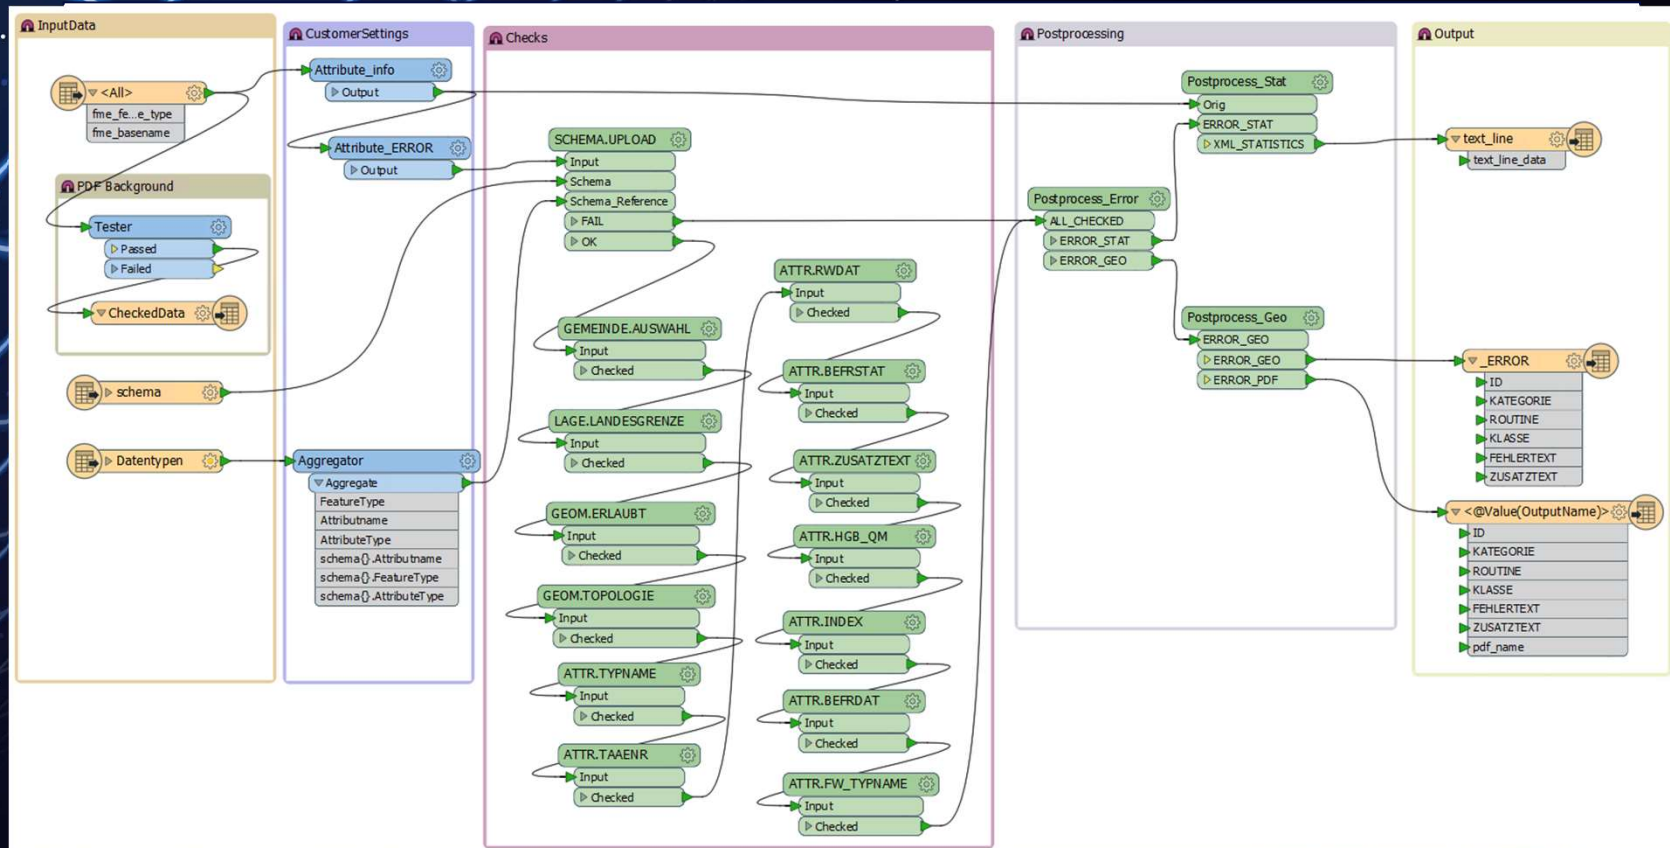 InputData
<All>
fme_fe...e_type
fme_basename
PDF Background
Tester
Passed
Failed
CheckedData
schema
Datentypen
CustomerSettings
Attribute_info
Output
Attribute_ERROR
Output
Aggregator
Aggregate
FeatureType
Attributname
AttributeType
schema{}.Attributname
schema{}.FeatureType
schema{}.AttributeType
Checks
SCHEMA.UPLOAD
Input
Schema
Schema_Reference
FAIL
OK
GEMEINDE.AUSWAHL
Input
Checked
LAGE.LANDESGRENZE
Input
Checked
GEOM.ERLAUBT
Input
Checked
GEOM.TOPOLOGIE
Input
Checked
ATTR.TYPNAME
Input
Checked
ATTR.TAAENR
Input
Checked
ATTR.RWDAT
Input
Checked
ATTR.BEFRSTAT
Input
Checked
ATTR.ZUSATZTEXT
Input
Checked
ATTR.HGB_QM
Input
Checked
ATTR.INDEX
Input
Checked
ATTR.BEFRDAT
Input
Checked
ATTR.FW_TYPNAME
Input
Checked
Postprocessing
Postprocess_Stat
Orig
ERROR_STAT
XML_STATISTICS
Postprocess_Error
ALL_CHECKED
ERROR_STAT
ERROR_GEO
Postprocess_Geo
ERROR_GEO
ERROR_GEO
ERROR_PDF
Output
text_line
text_line_data
_ERROR
ID
KATEGORIE
ROUTINE
KLASSE
FEHLERTEXT
ZUSATZTEXT
<@Value(OutputName)>
ID
KATEGORIE
ROUTINE
KLASSE
FEHLERTEXT
ZUSATZTEXT
pdf_name